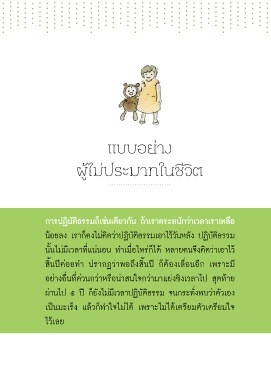 แบบอย่าง
ผู้ไม่ประมาทในชีวิต
การปฏิบัติธรรมก็เช่นเดียวกัน ถ้าเราตระหนักว่าเวลาเราเหลือ
น้อยลง เราก็คงไม่คิดว่าปฏิบัติธรรมเอาไว้วันหลัง ปฏิบัติธรรม
นั้นไม่มีเวลาที่แน่นอน ทำเมื่อไหร่ก็ได้ หลายคนจึงคิดว่าเอาไว้
สิ้นปีค่อยทำ ปรากฏว่าพอถึงสิ้นปี ก็ต้องเลื่อนอีก เพราะมี
อย่างอื่นที่ด่วนกว่าหรือน่าสนใจกว่ามาแย่งชิงเวลาไป สุดท้าย
ผ่านไป ๕ ปี ก็ยังไม่มีเวลาปฏิบัติธรรม จนกระทั่งพบว่าตัวเอง
เป็นมะเร็ง แล้วก็ทำใจไม่ได้ เพราะไม่ได้เตรียมตัวเตรียมใจ
ไว้เลย